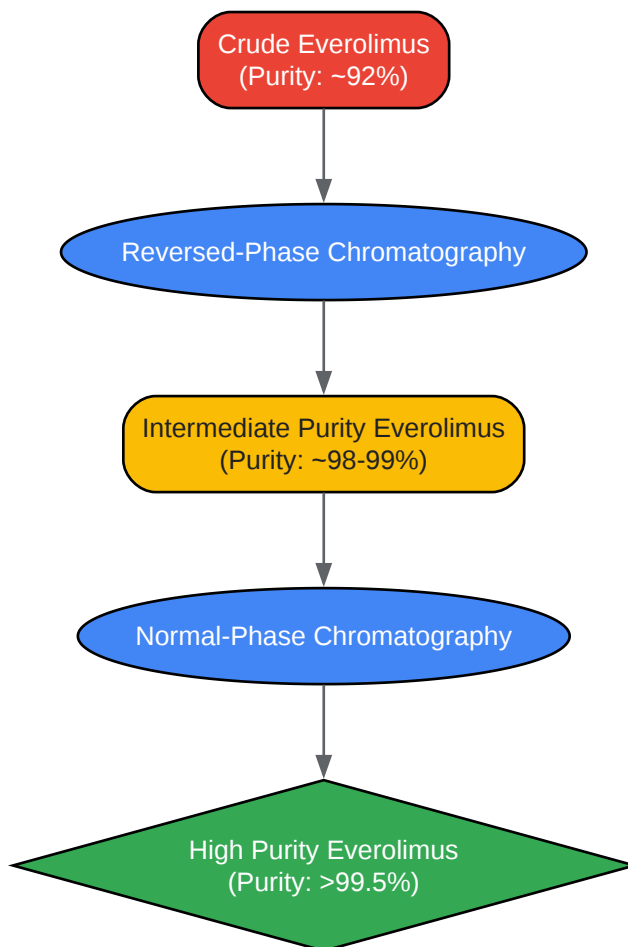 Crude Everolimus
(Purity: ~92%)
Reversed-Phase Chromatography
Intermediate Purity Everolimus
(Purity: ~98-99%)
Normal-Phase Chromatography
High Purity Everolimus
(Purity: >99.5%)